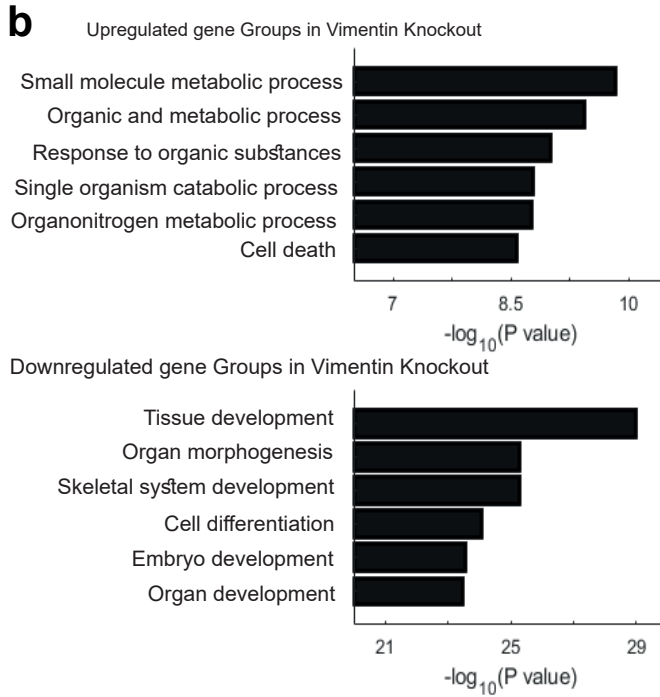 b
Upregulated gene Groups in Vimentin Knockout
Small molecule metabolic process
Organic and metabolic process
Response to organic substances
Single organism catabolic process
Organonitrogen metabolic process
Cell death
7 8.5 10
-log10(P value)
Downregulated gene Groups in Vimentin Knockout
Tissue development
Organ morphogenesis
Skeletal system development
Cell differentiation
Embryo development
Organ development
21 25 29
-log10(P value)